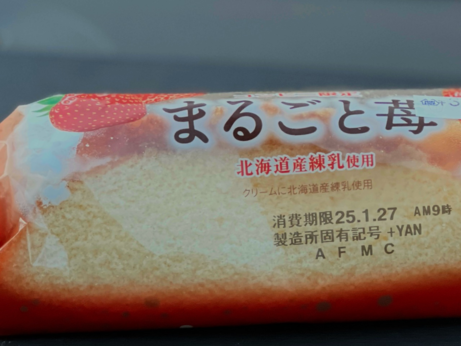 まるごと苺
北海道産練乳使用
クリームに北海道産練乳使用
消費期限25.1.27 AM9時
製造所固有記号 +YAN
A F M C